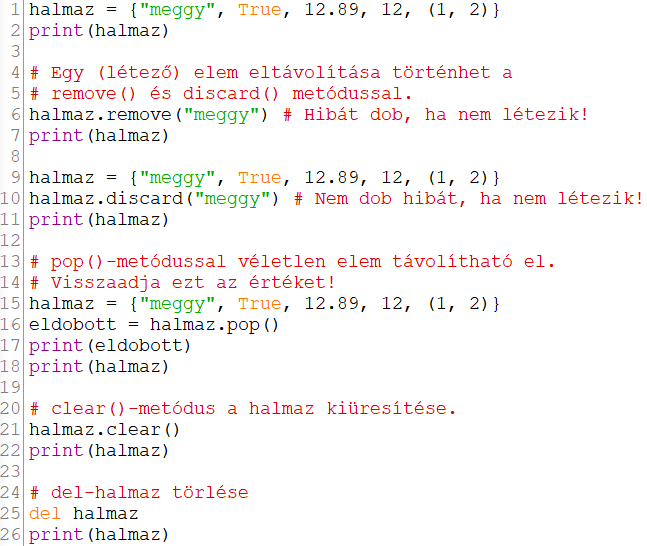 1 halmaz = {"meggy", True, 12.89, 12, (1, 2)}
2 print(halmaz)
3
4 # Egy (létező) elem eltávolítása történhet a
5 # remove() és discard() metódussal.
6 halmaz.remove("meggy") # Hibát dob, ha nem létezik!
7 print(halmaz)
8
9 halmaz = {"meggy", True, 12.89, 12, (1, 2)}
10 halmaz.discard("meggy") # Nem dob hibát, ha nem létezik!
11 print(halmaz)
12
13 # pop()-metódussal véletlen elem távolítható el.
14 # Visszaadja ezt az értéket!
15 halmaz = {"meggy", True, 12.89, 12, (1, 2)}
16 eldobott = halmaz.pop()
17 print(eldobott)
18 print(halmaz)
19
20 # clear()-metódus a halmaz kiüresítése.
21 halmaz.clear()
22 print(halmaz)
23
24 # del-halmaz törlése
25 del halmaz
26 print(halmaz)